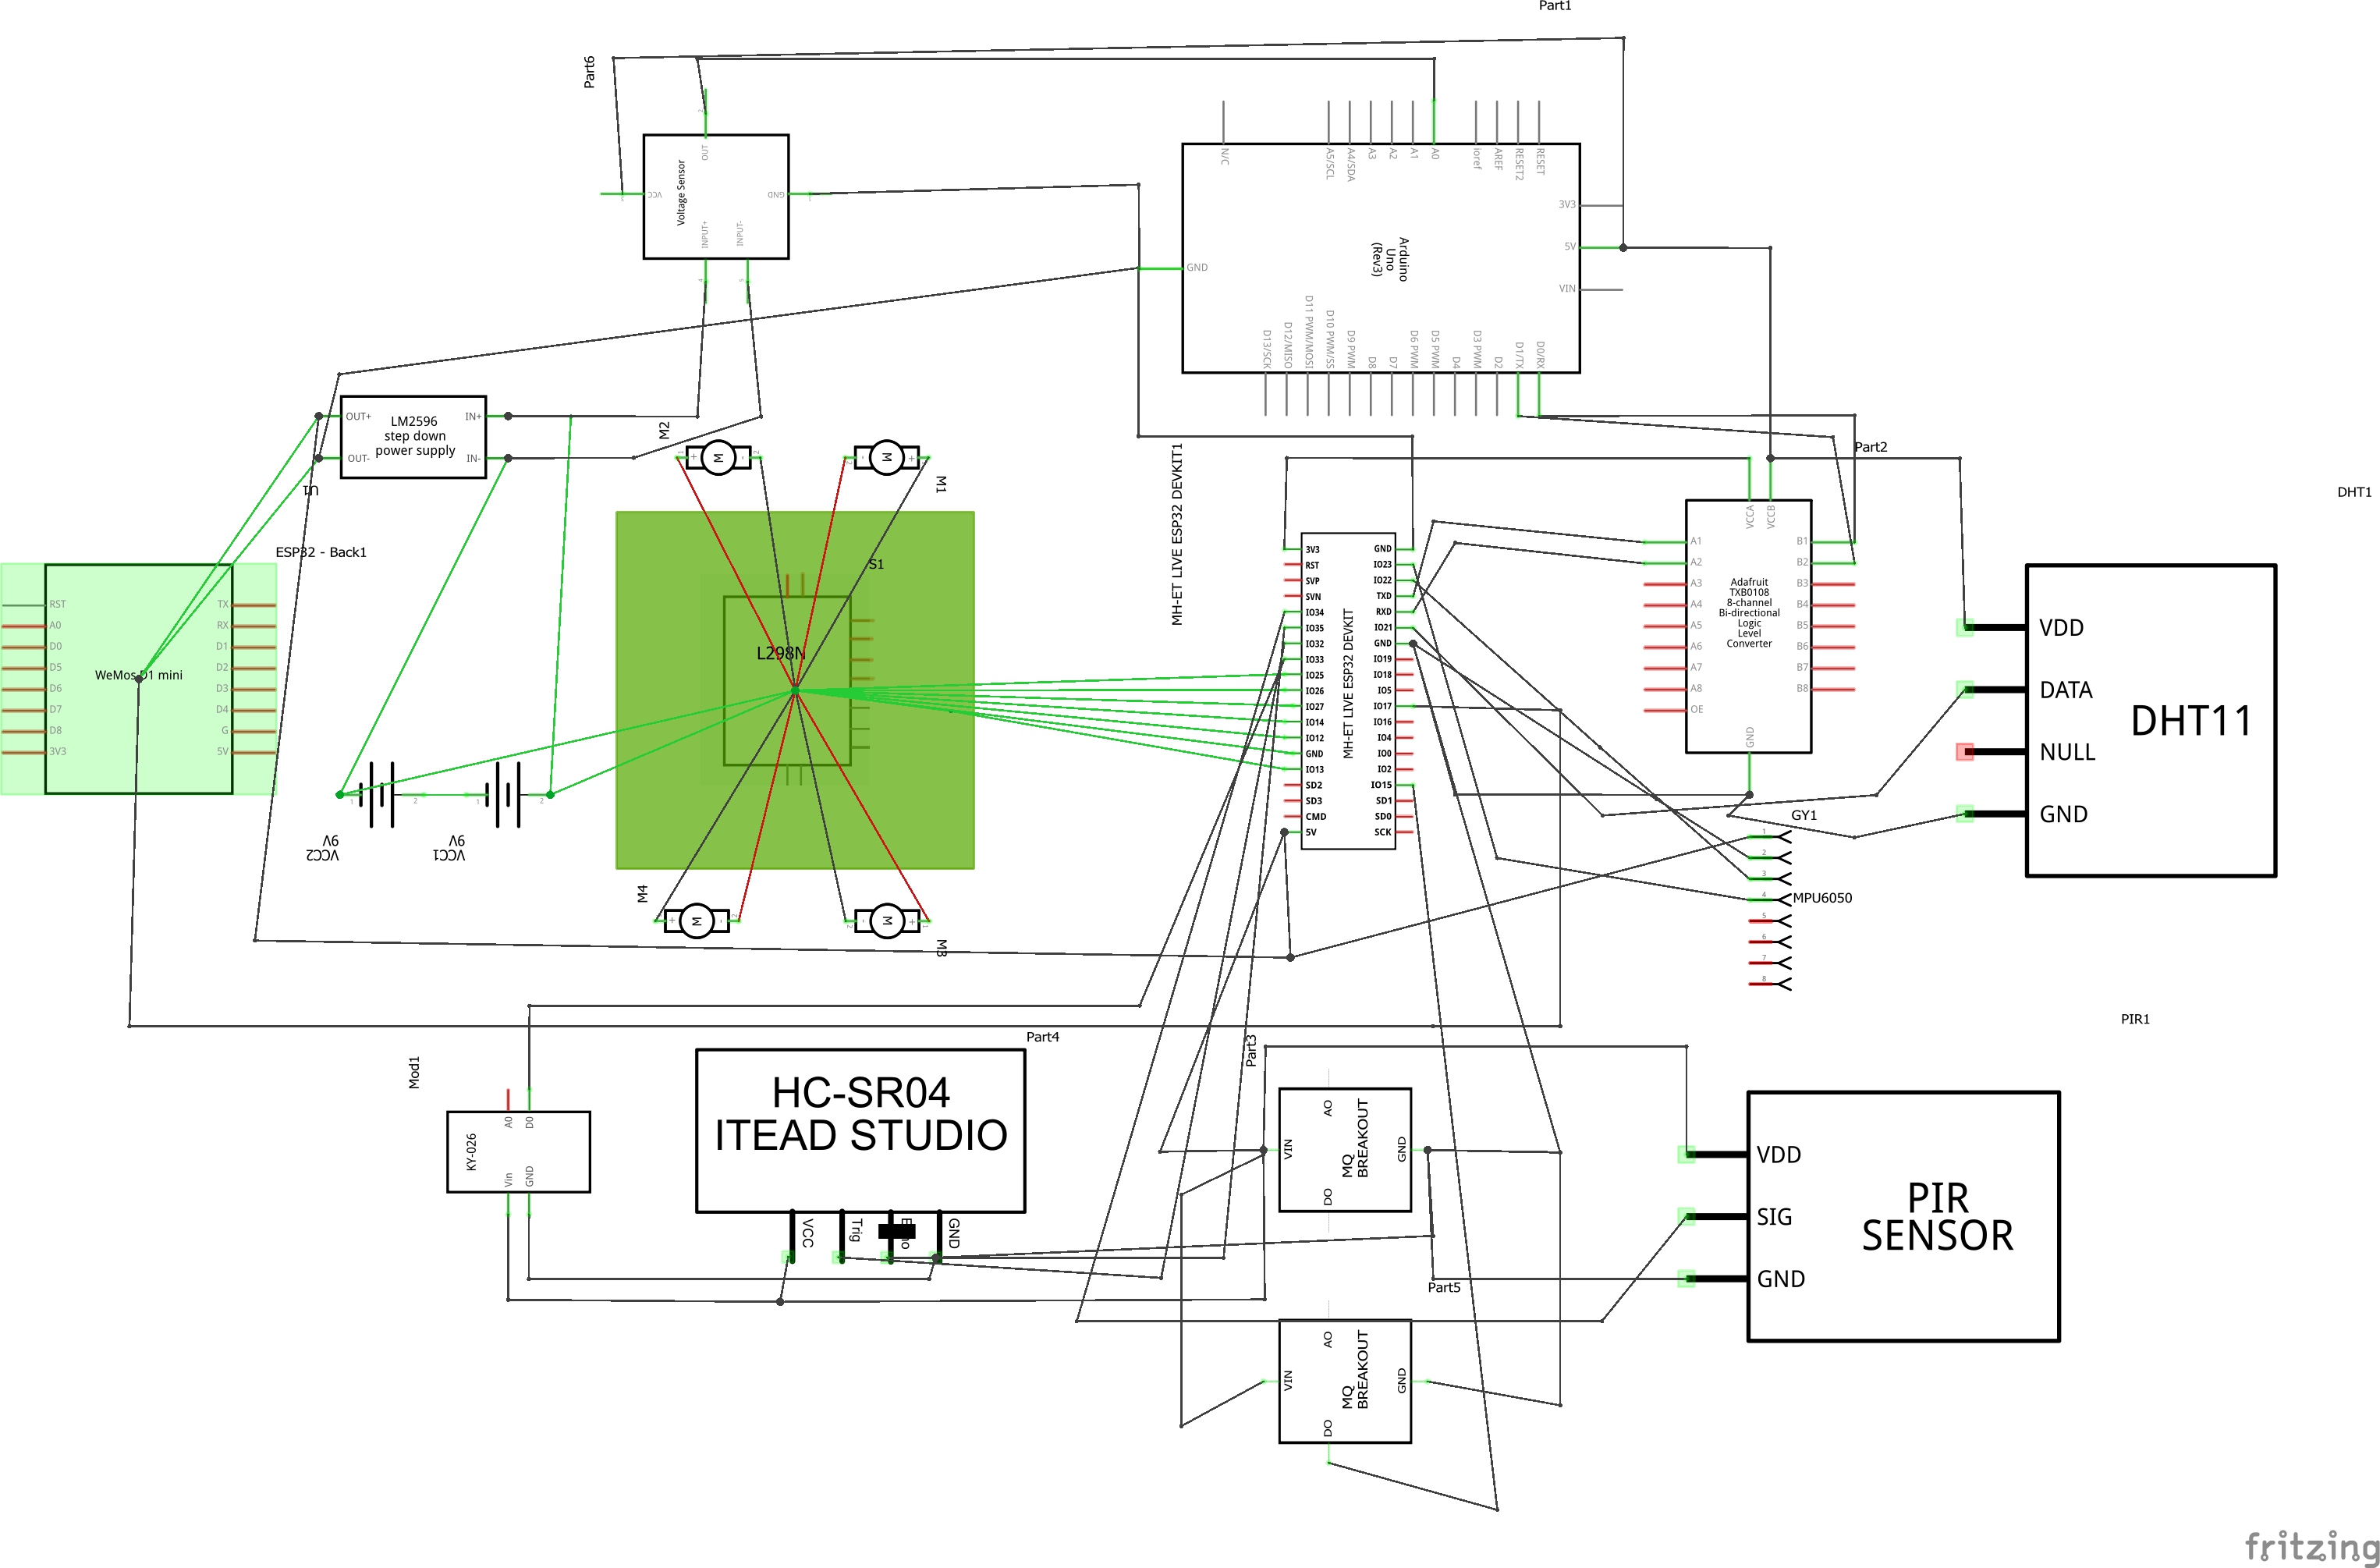 Part1
Part6
Voltage Sensor
OUT
VCC
GND
INPUT+
INPUT-
N/C
A5/SCL
A4/SDA
A3
A2
A1
A0
ioref
AREF
RESET2
RESET
3V3
5V
VIN
GND
Arduino
Uno
(Rev3)
D13/SCK
D12/MISO
D11 PWM/MOSI
D10 PWM/SS
D9 PWM
D8
D7
D6 PWM
D5 PWM
D4
D3 PWM
D2
D1/TX
D0/RX
OUT+
OUT-
IN+
IN-
LM2596
step down
power supply
U1
M2
M
+
-
M1
M
-
+
Part2
DHT1
ESP32 - Back1
RST
A0
D0
D5
D6
D7
D8
3V3
TX
RX
D1
D2
D3
D4
G
5V
WeMos D1 mini
S1
L298N
VCC2
9V
VCC1
9V
M4
M
+
-
M3
M
-
+
MH-ET LIVE ESP32 DEVKIT1
MH-ET LIVE ESP32 DEVKIT
3V3
RST
SVP
SVN
IO34
IO35
IO32
IO33
IO25
IO26
IO27
IO14
IO12
GND
IO13
SD2
SD3
CMD
5V
GND
IO23
IO22
TXD
RXD
IO21
GND
IO19
IO18
IO5
IO17
IO16
IO4
IO0
IO2
IO15
SD1
SD0
SCK
VCCA
VCCB
A1
A2
A3
A4
A5
A6
A7
A8
OE
B1
B2
B3
B4
B5
B6
B7
B8
GND
Adafruit
TXB0108
8-channel
Bi-directional
Logic
Level
Converter
VDD
DATA
NULL
GND
DHT11
GY1
1
2
3
4
5
6
7
8
MPU6050
PIR1
Mod1
KY-026
A0
D0
Vin
GND
Part4
HC-SR04
ITEAD STUDIO
VCC
Trig
GND
Part3
AO
VIN
MQ
BREAKOUT
GND
DO
Part5
AO
VIN
MQ
BREAKOUT
GND
DO
VDD
SIG
GND
PIR
SENSOR
fritzing